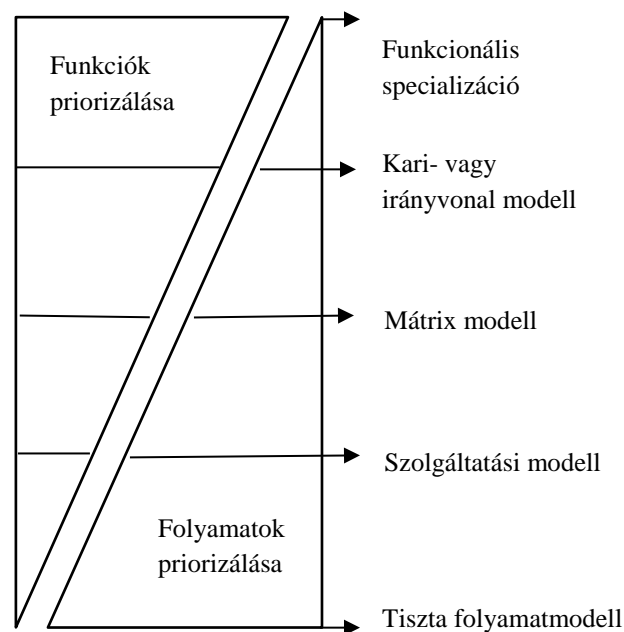 Funkciók
priorizálása
Funkcionális
specializáció
Kari- vagy
irányvonal modell
Mátrix modell
Szolgáltatási modell
Folyamatok
priorizálása
Tiszta folyamatmodell